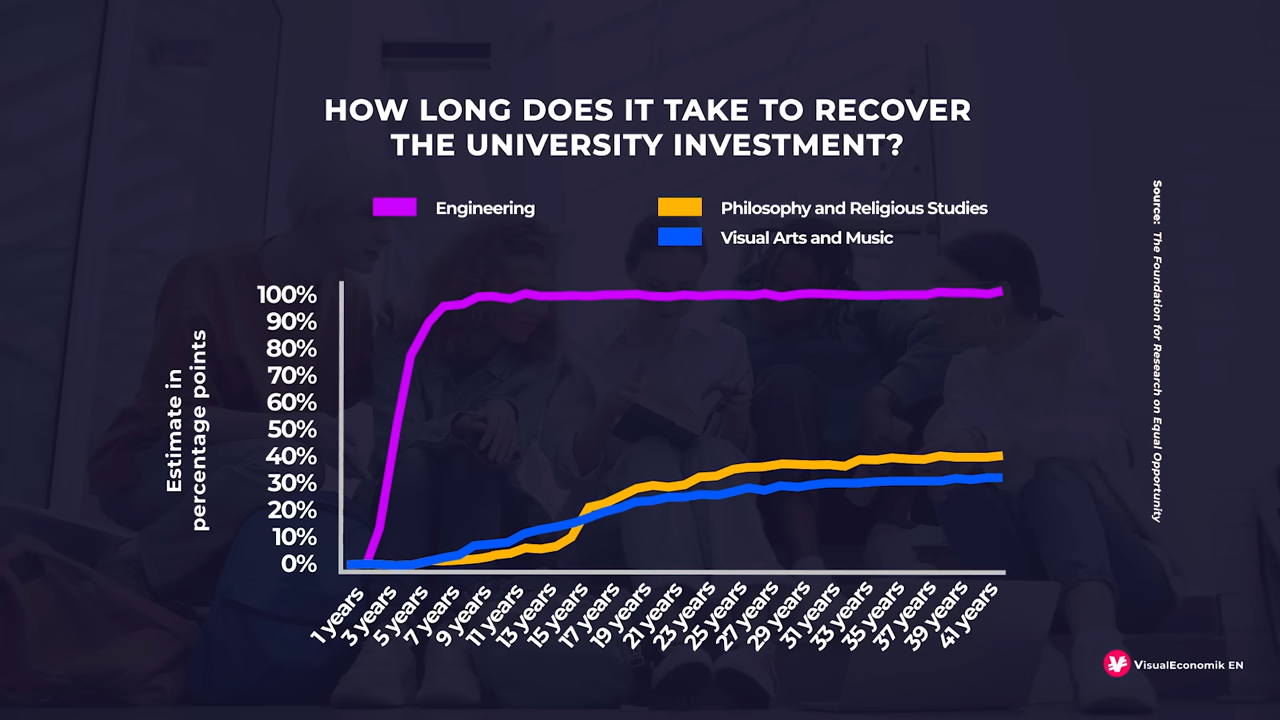 HOW LONG DOES IT TAKE TO RECOVER
THE UNIVERSITY INVESTMENT?
Engineering
Philosophy and Religious Studies
Visual Arts and Music
Estimate in
percentage points
100%
90%
80%
70%
60%
50%
40%
30%
20%
10%
0%
1 years
3 years
5 years
7 years
9 years
11 years
13 years
15 years
17 years
19 years
21 years
23 years
25 years
27 years
29 years
31 years
33 years
35 years
37 years
39 years
41 years
Source: The Foundation for Research on Equal Opportunity
VisualEconomik EN